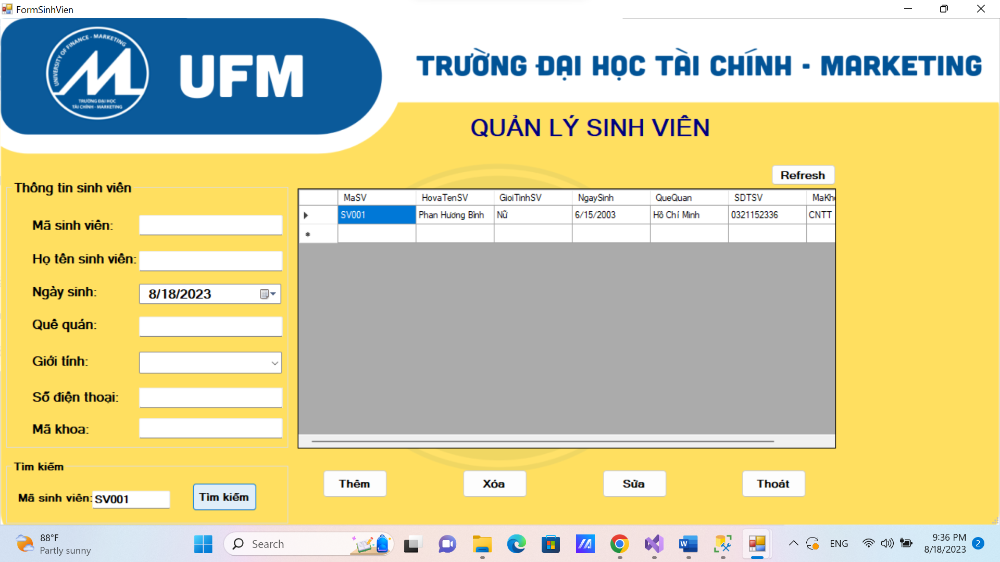 FormSinhVien
UNIVERSITY OF FINANCE - MARKETING
TRƯỜNG ĐẠI HỌC
TÀI CHÍNH - MARKETING
UFM
TRƯỜNG ĐẠI HỌC TÀI CHÍNH - MARKETING
QUẢN LÝ SINH VIÊN
Refresh
Thông tin sinh viên
Mã sinh viên:
Họ tên sinh viên:
Ngày sinh: 8/18/2023
Quê quán:
Giới tính:
Số điện thoại:
Mã khoa:
MaSV HovaTenSV GioiTinhSV NgaySinh QueQuan SDTSV MaKho
SV001 Phan Hương Bình Nữ 6/15/2003 Hồ Chí Minh 0321152336 CNTT
Tìm kiếm
Mã sinh viên: SV001 Tìm kiếm
Thêm Xóa Sửa Thoát
88°F
Partly sunny
Search
ENG
9:36 PM
8/18/2023
2